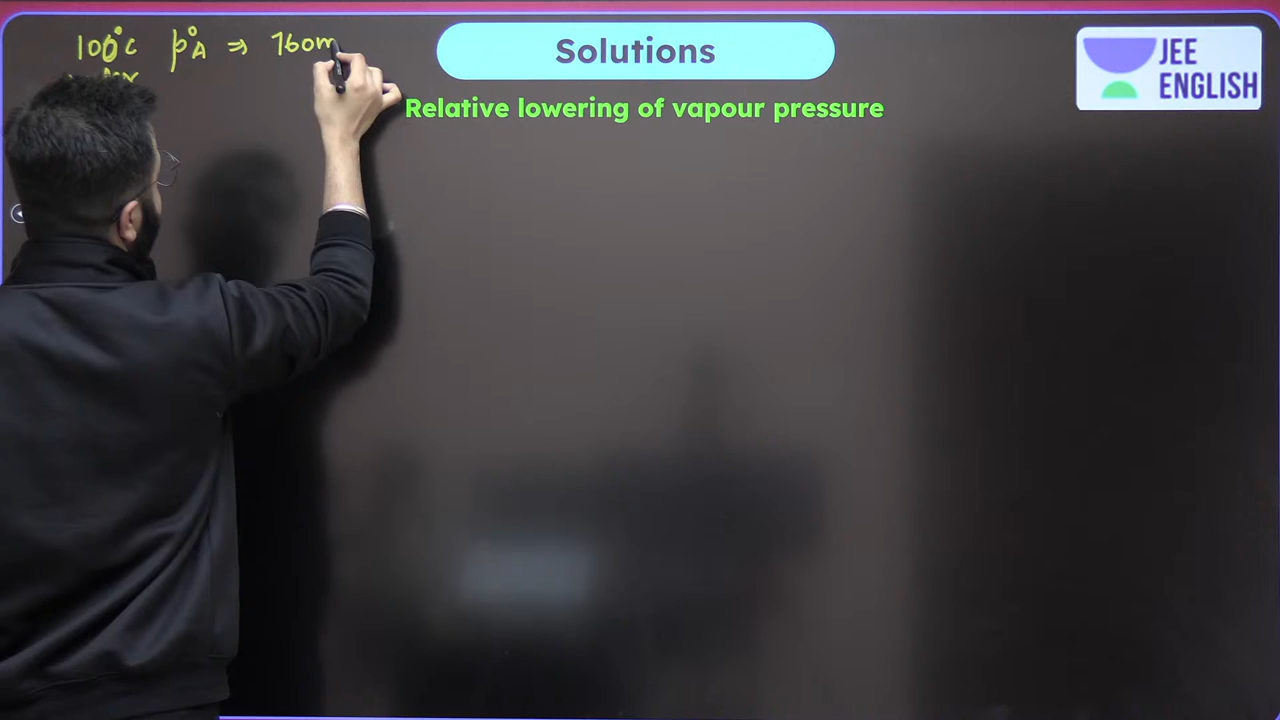 100°C p°A ⇒ 760m
Solutions
JEE
ENGLISH
Relative lowering of vapour pressure